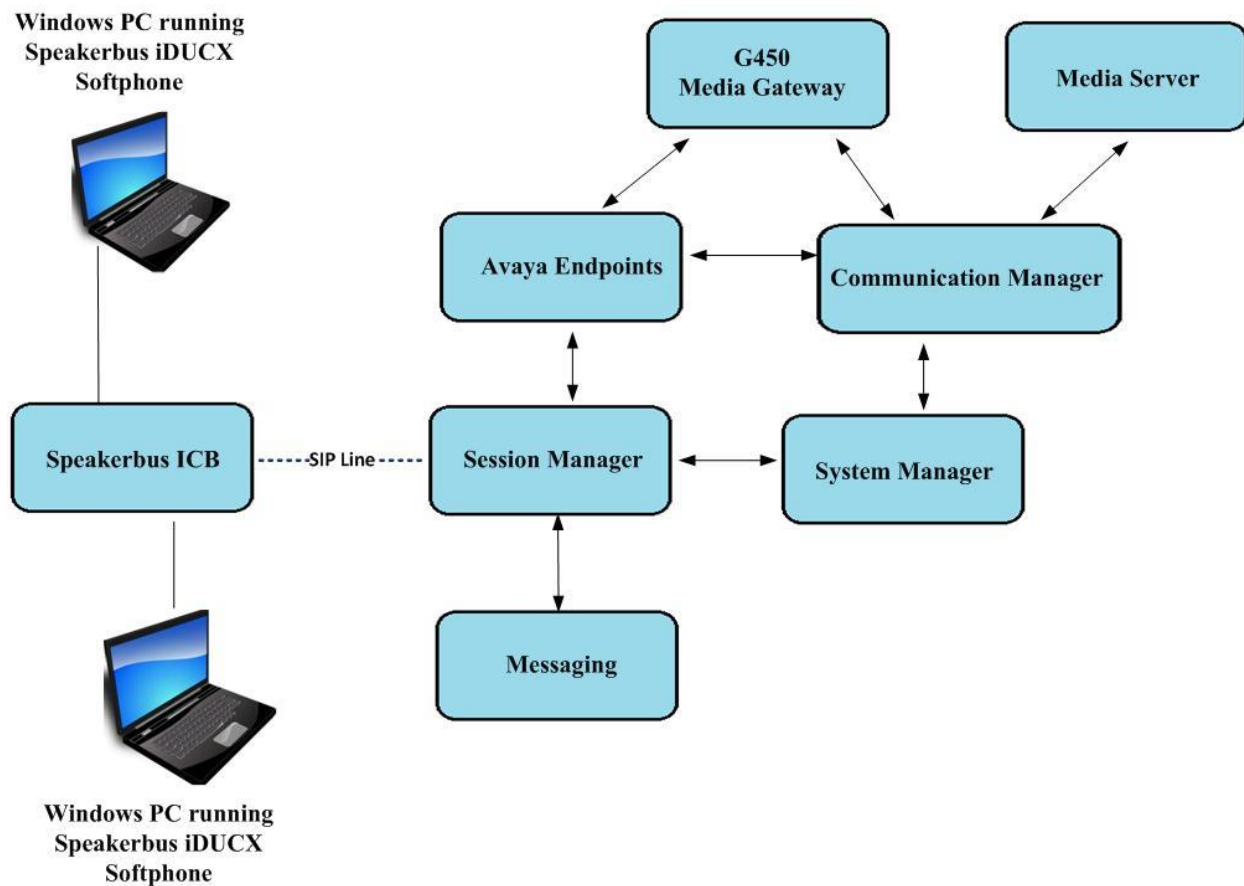 Windows PC running
Speakerbus iDUCX
Softphone
G450
Media Gateway
Media Server
Avaya Endpoints
Communication Manager
Speakerbus ICB
SIP Line
Session Manager
System Manager
Messaging
Windows PC running
Speakerbus iDUCX
Softphone